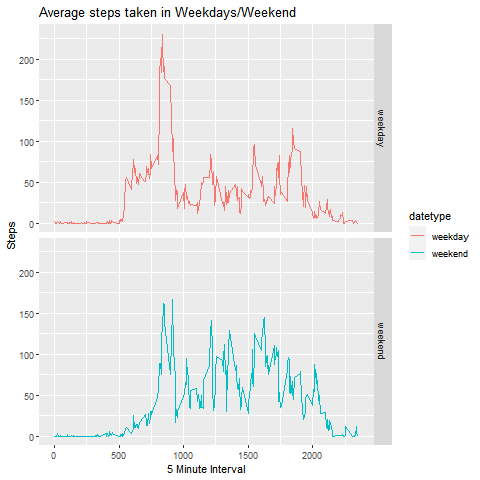 Average steps taken in Weekdays/Weekend
Steps
200
150
100
50
0
weekday
200
150
100
50
0
weekend
0 500 1000 1500 2000
5 Minute Interval
datetype
weekday
weekend